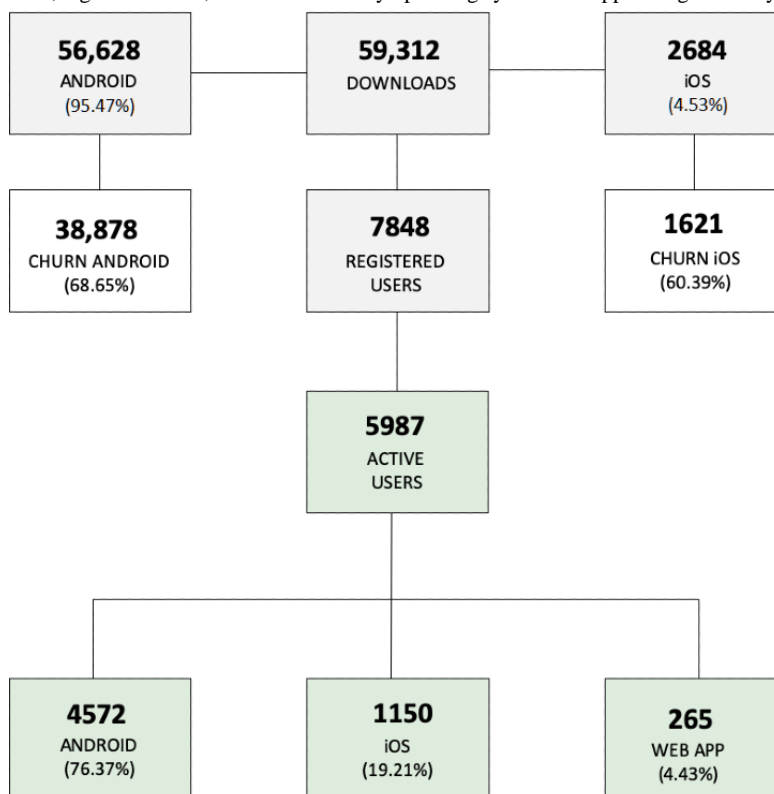 56,628
ANDROID
(95.47%)
59,312
DOWNLOADS
2684
iOS
(4.53%)
38,878
CHURN ANDROID
(68.65%)
7848
REGISTERED
USERS
1621
CHURN iOS
(60.39%)
5987
ACTIVE
USERS
4572
ANDROID
(76.37%)
1150
iOS
(19.21%)
265
WEB APP
(4.43%)